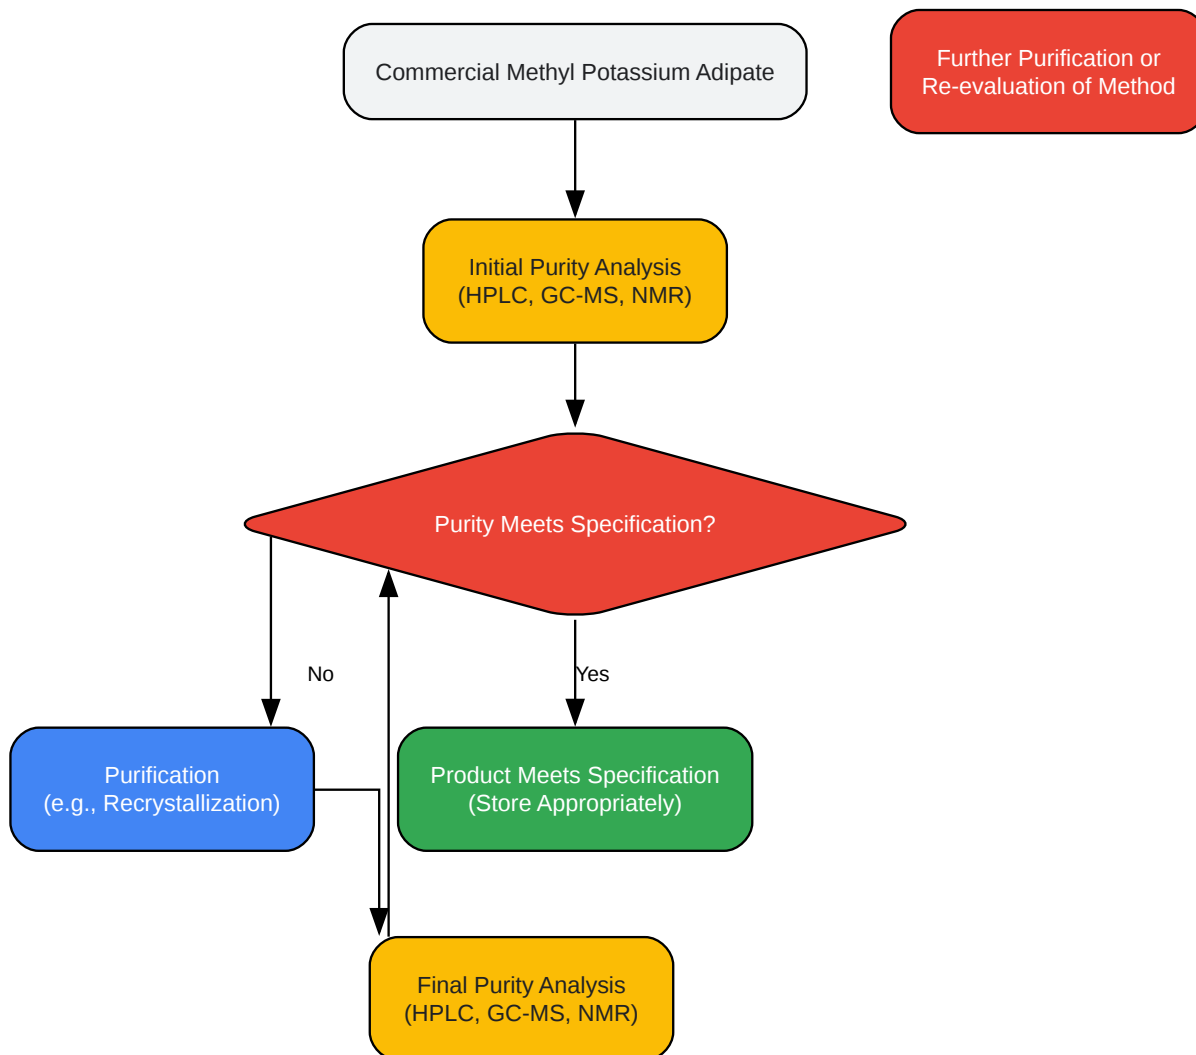 Commercial Methyl Potassium Adipate
Further Purification or
Re-evaluation of Method
Initial Purity Analysis
(HPLC, GC-MS, NMR)
Purity Meets Specification?
No
Yes
Purification
(e.g., Recrystallization)
Product Meets Specification
(Store Appropriately)
Final Purity Analysis
(HPLC, GC-MS, NMR)